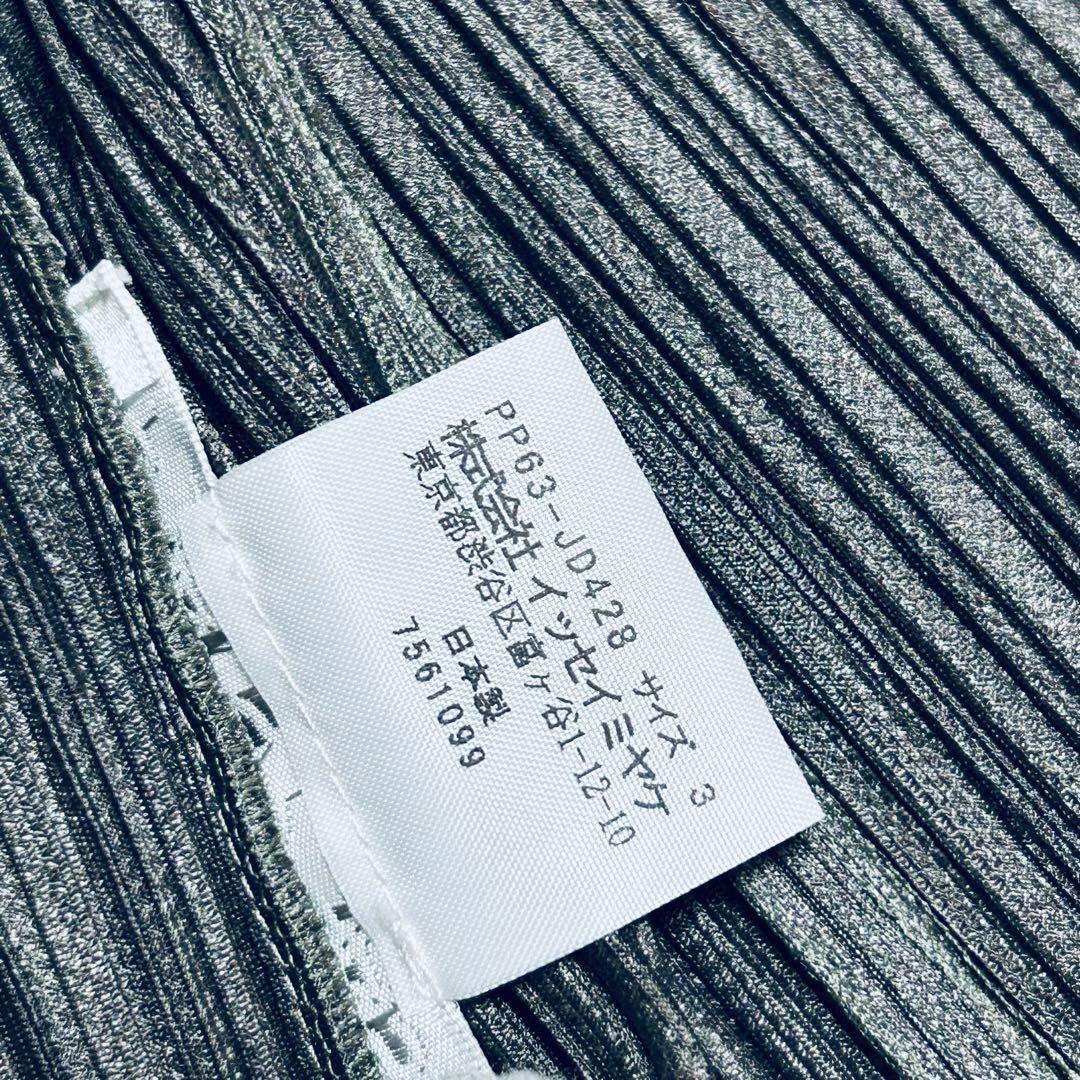 PP63-JD428 サイズ 3
株式会社 イッセイミヤケ
東京都渋谷区富ヶ谷1-12-10
日本製
7561099